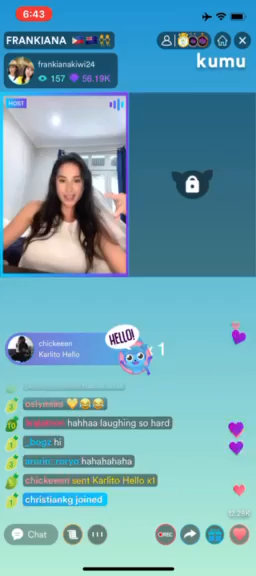 6:43
FRANKIANA
frankianakiwi24
157 56.19K
kumu
HOST
chickeeen
Karlito Hello
HELLO!
x1
hahhaa laughing so hard
_bogz hi
hahahahaha
chickeeen sent Karlito Hello x1
christiankg joined
Chat